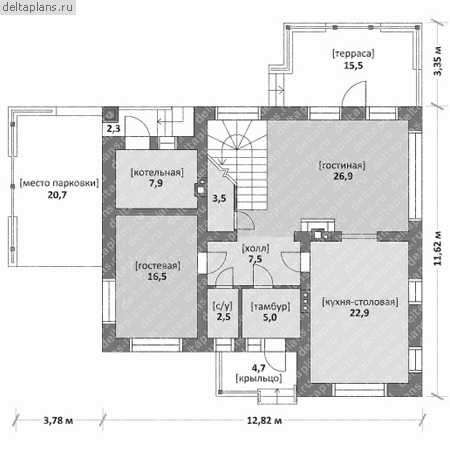 deltaplans.ru
[терраса]
15,5
3,35 м
2,3
[котельная]
7,9
[место парковки]
20,7
3,5
[гостиная]
26,9
[холл]
7,5
[гостевая]
16,5
11,62 м
[с/у]
2,5
[тамбур]
5,0
[кухня-столовая]
22,9
4,7
[крыльцо]
3,78 м
12,82 м